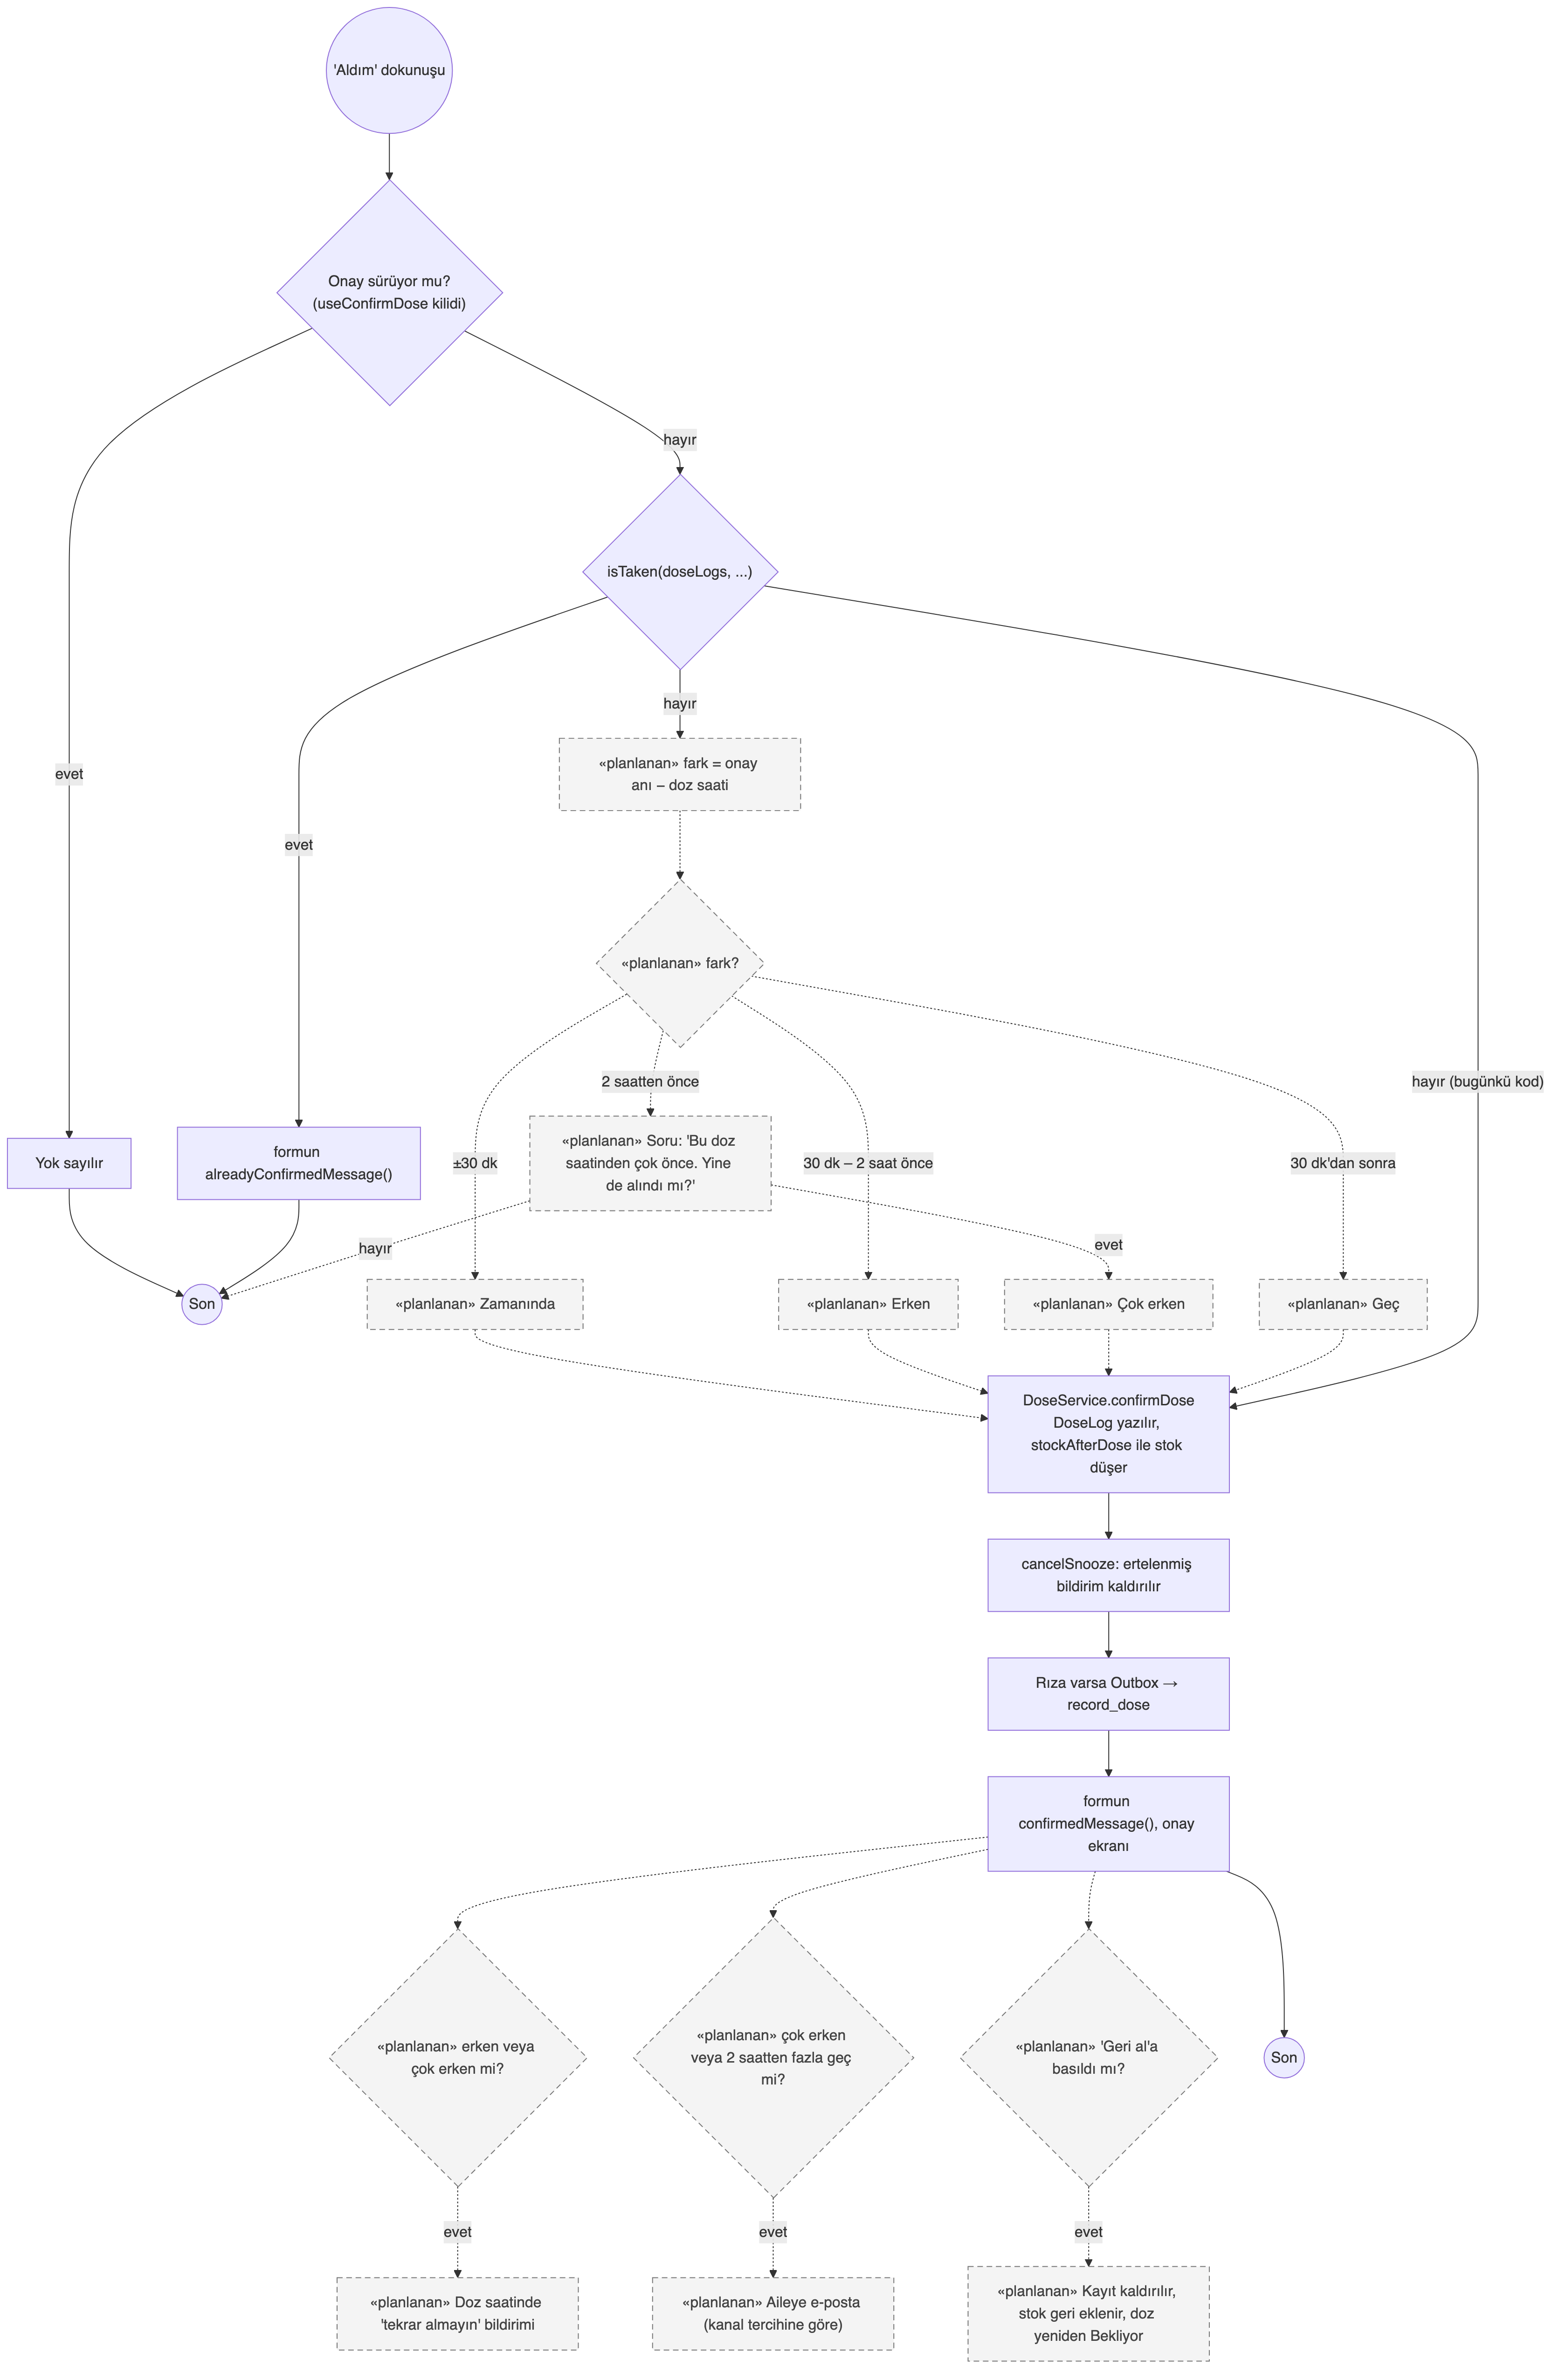 'Aldım' dokunuşu
Onay sürüyor mu?
(useConfirmDose kilidi)
hayır
isTaken(doseLogs, ...)
evet
evet
hayır
hayır (bugünkü kod)
«planlanan» fark = onay
anı – doz saati
«planlanan» fark?
±30 dk
2 saatten önce
30 dk – 2 saat önce
30 dk'dan sonra
Yok sayılır
formun
alreadyConfirmedMessage()
«planlanan» Soru: 'Bu doz
saatinden çok önce. Yine
de alındı mı?'
hayır
evet
Son
«planlanan» Zamanında
«planlanan» Erken
«planlanan» Çok erken
«planlanan» Geç
DoseService.confirmDose
DoseLog yazılır,
stockAfterDose ile stok
düşer
cancelSnooze: ertelenmiş
bildirim kaldırılır
Rıza varsa Outbox →
record_dose
formun
confirmedMessage(), onay
ekranı
«planlanan» erken veya
çok erken mi?
«planlanan» çok erken
veya 2 saatten fazla geç
mi?
«planlanan» 'Geri al'a
basıldı mı?
Son
evet
evet
evet
«planlanan» Doz saatinde
'tekrar almayın' bildirimi
«planlanan» Aileye e-posta
(kanal tercihine göre)
«planlanan» Kayıt kaldırılır,
stok geri eklenir, doz
yeniden Bekliyor